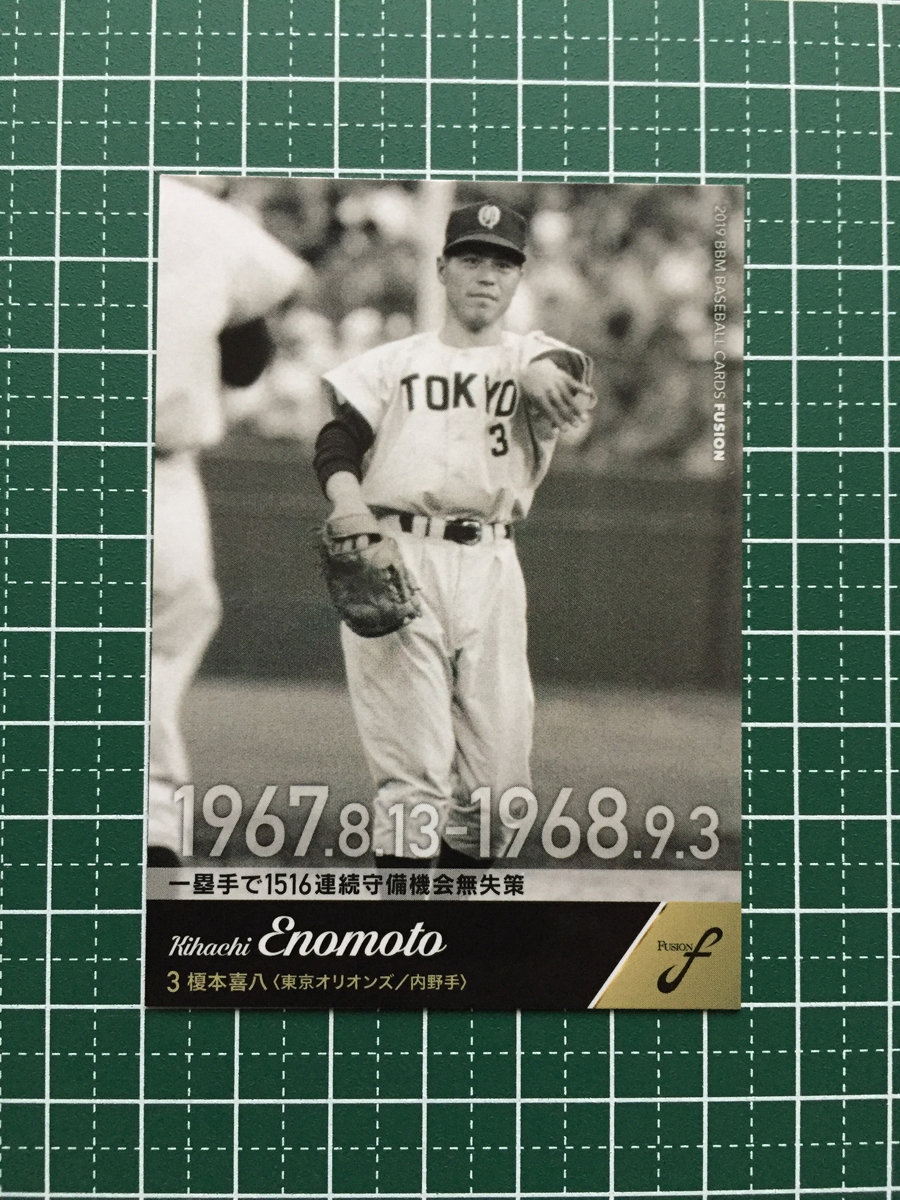 2019 BBM BASEBALL CARDS FUSION
TOKYO
3
1967.8.13-1968.9.3
一塁手で1516連続守備機会無失策
Kihachi Enomoto
3 榎本喜八〈東京オリオンズ/内野手〉
FUSION f